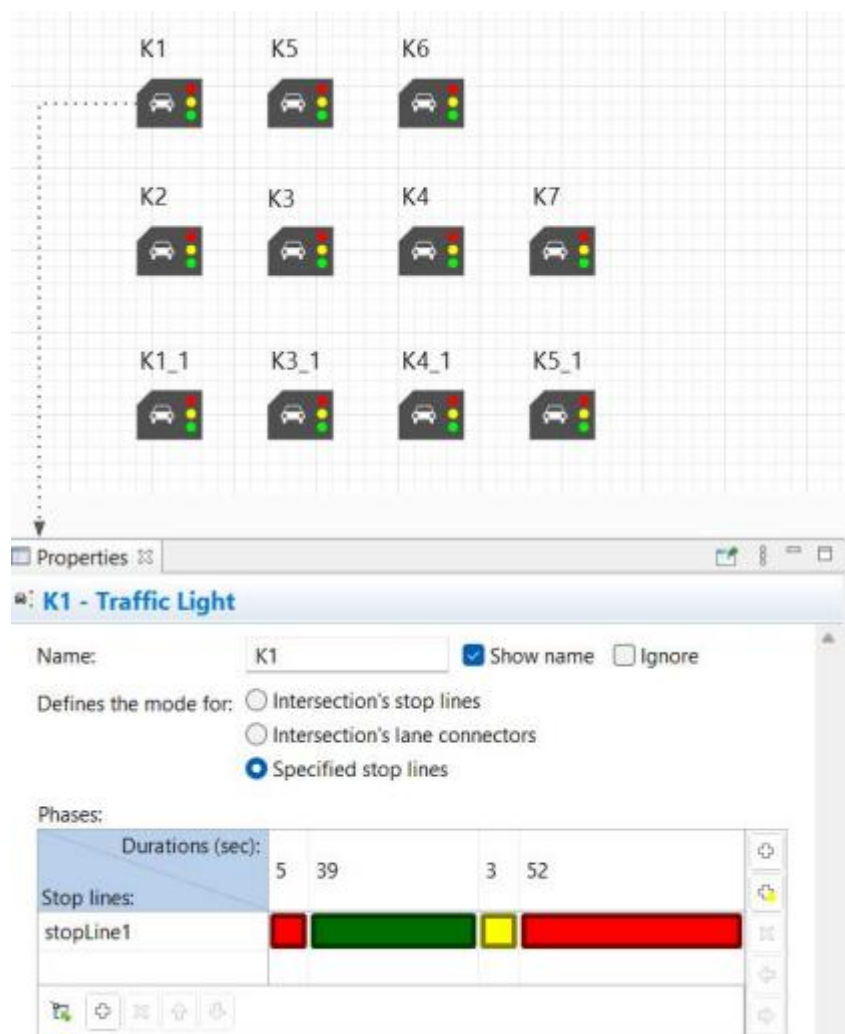 K1 K5 K6
K2 K3 K4 K7
K1_1 K3_1 K4_1 K5_1
Properties
K1 - Traffic Light
Name: K1 Show name Ignore
Defines the mode for: Intersection's stop lines
Intersection's lane connectors
Specified stop lines
Phases:
Durations (sec):
5 39 3 52
Stop lines:
stopLine1